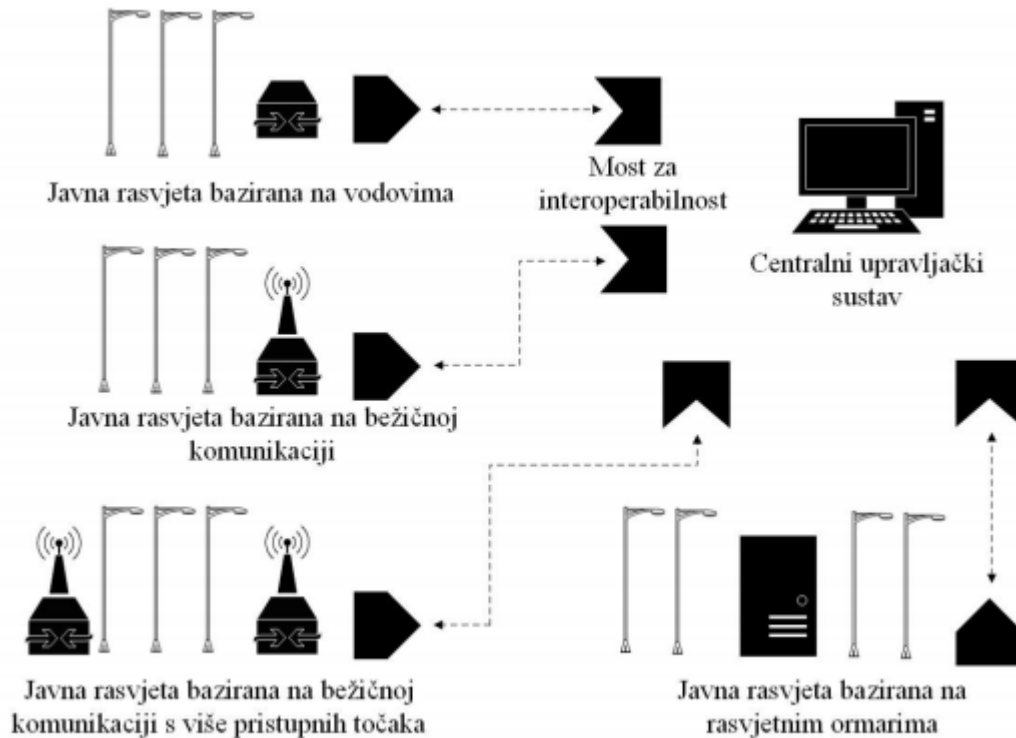 Javna rasvjeta bazirana na vodovima
Most za
interoperabilnost
Centralni upravljački
sustav
Javna rasvjeta bazirana na bežičnoj
komunikaciji
Javna rasvjeta bazirana na bežičnoj
komunikaciji s više pristupnih točaka
Javna rasvjeta bazirana na
rasvjetnim ormarima